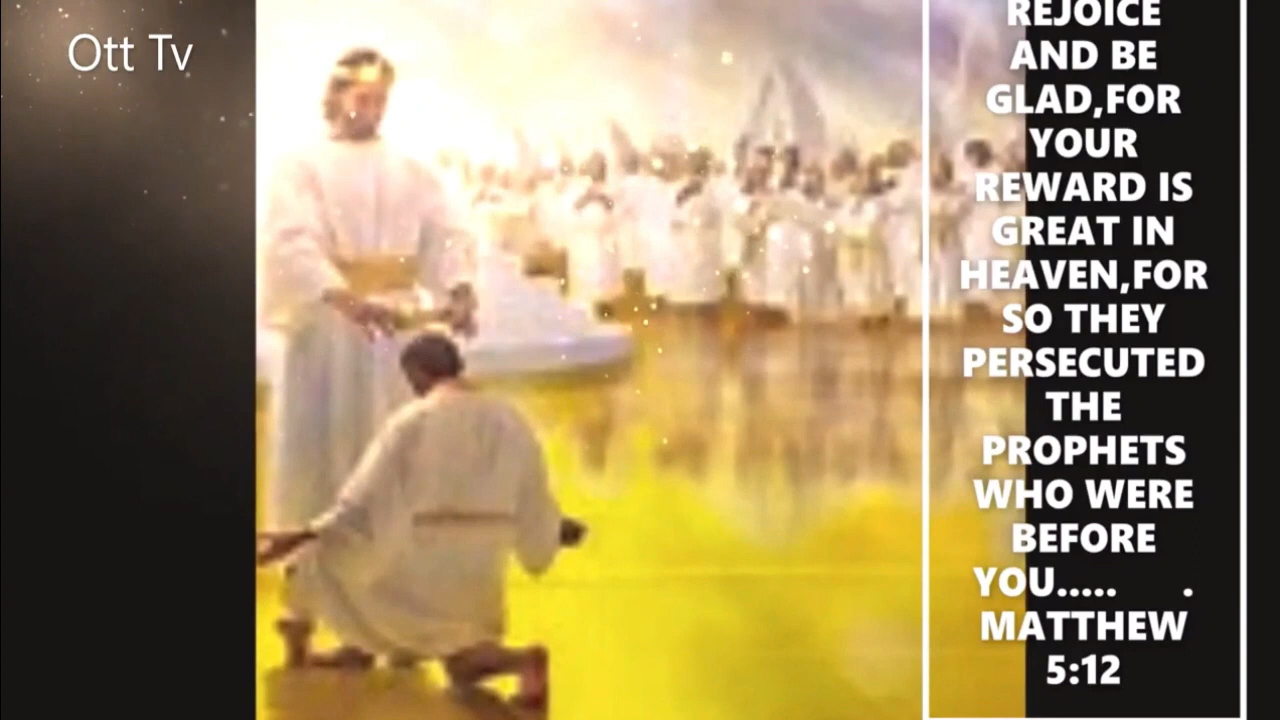 Ott Tv
REJOICE
AND BE
GLAD,FOR
YOUR
REWARD IS
GREAT IN
HEAVEN,FOR
SO THEY
PERSECUTED
THE
PROPHETS
WHO WERE
BEFORE
YOU..... .
MATTHEW
5:12